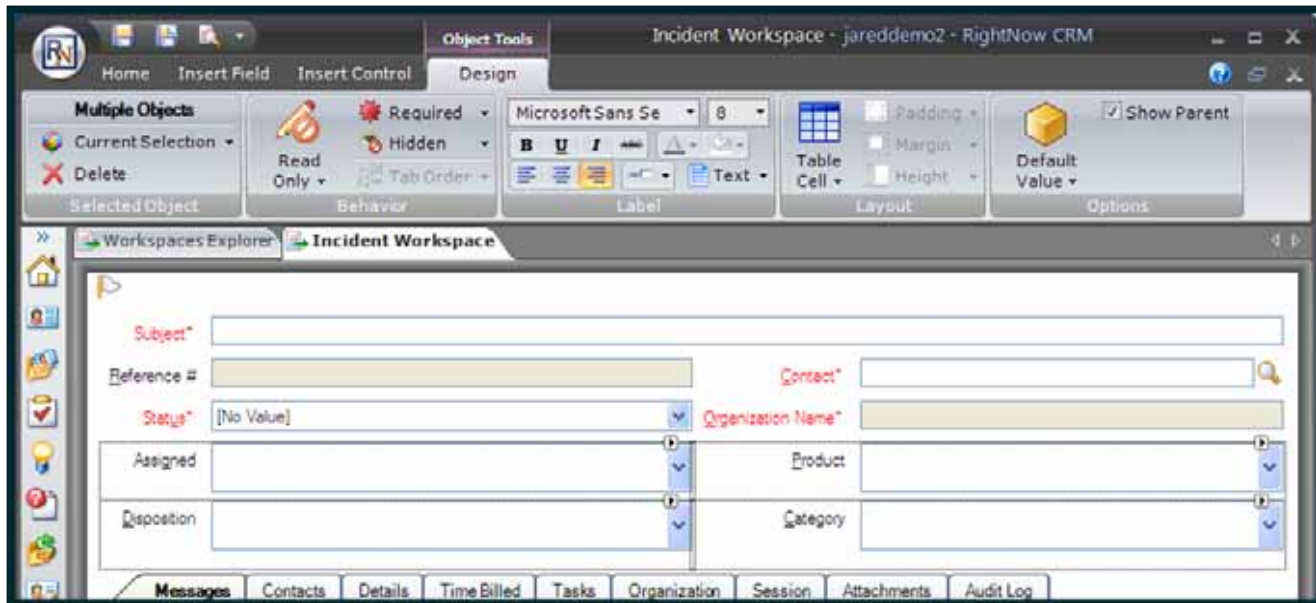 RN
Object Tools
Incident Workspace - jareddemo2 - RightNow CRM
Home Insert Field Insert Control Design
Multiple Objects
Current Selection
Delete
Selected Object
Read Only
Required
Hidden
Tab Order
Behavior
Microsoft Sans Se 8
B U I abc A
Text
Label
Table Cell
Padding
Margin
Height
Layout
Default Value
Show Parent
Options
Workspaces Explorer Incident Workspace
Subject*
Reference # Contact*
Status* [No Value] Organization Name*
Assigned Product
Disposition Category
Messages Contacts Details Time Billed Tasks Organization Session Attachments Audit Log